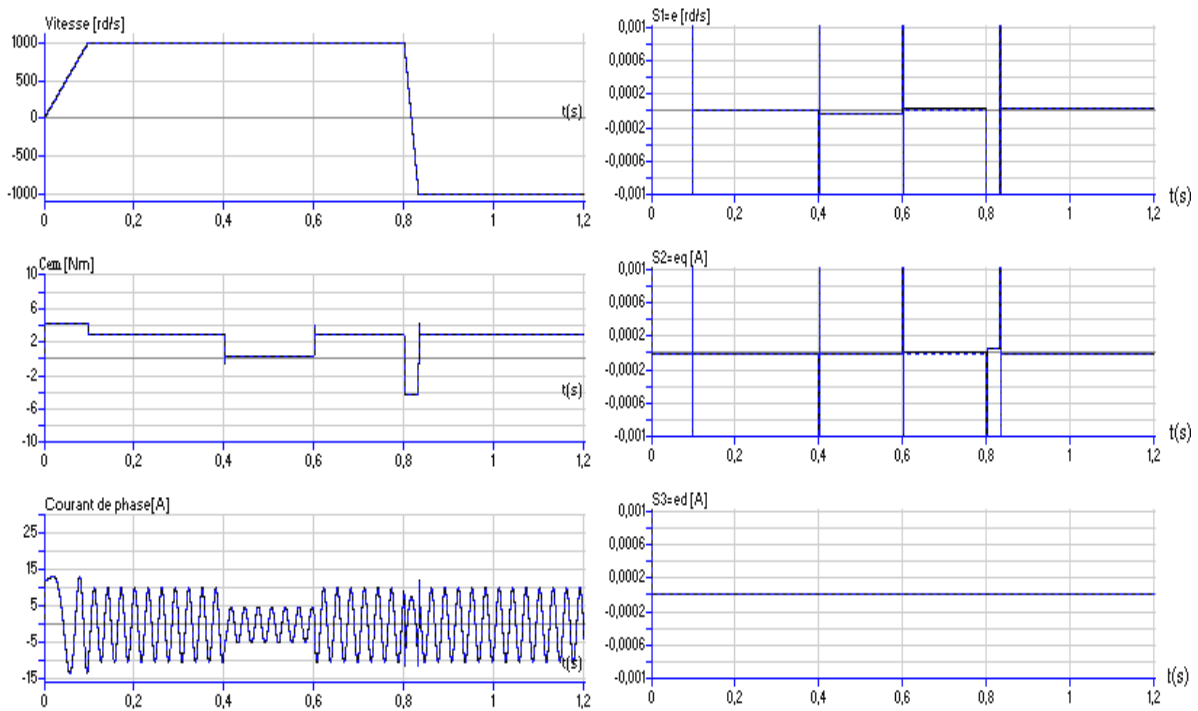 Vitesse [rd/s]
1000
500
0
-500
-1000
t(s)
0 0,2 0,4 0,6 0,8 1 1,2
Cem [Nm]
10
6
2
-2
-6
-10
t(s)
0 0,2 0,4 0,6 0,8 1 1,2
Courant de phase[A]
25
15
5
-5
-15
t(s)
0 0,2 0,4 0,6 0,8 1 1,2
S1=e [rd/s]
0,001
0,0006
0,0002
-0,0002
-0,0006
-0,001
t(s)
0 0,2 0,4 0,6 0,8 1 1,2
S2=eq [A]
0,001
0,0006
0,0002
-0,0002
-0,0006
-0,001
t(s)
0 0,2 0,4 0,6 0,8 1 1,2
S3=ed [A]
0,001
0,0006
0,0002
-0,0002
-0,0006
-0,001
t(s)
0 0,2 0,4 0,6 0,8 1 1,2